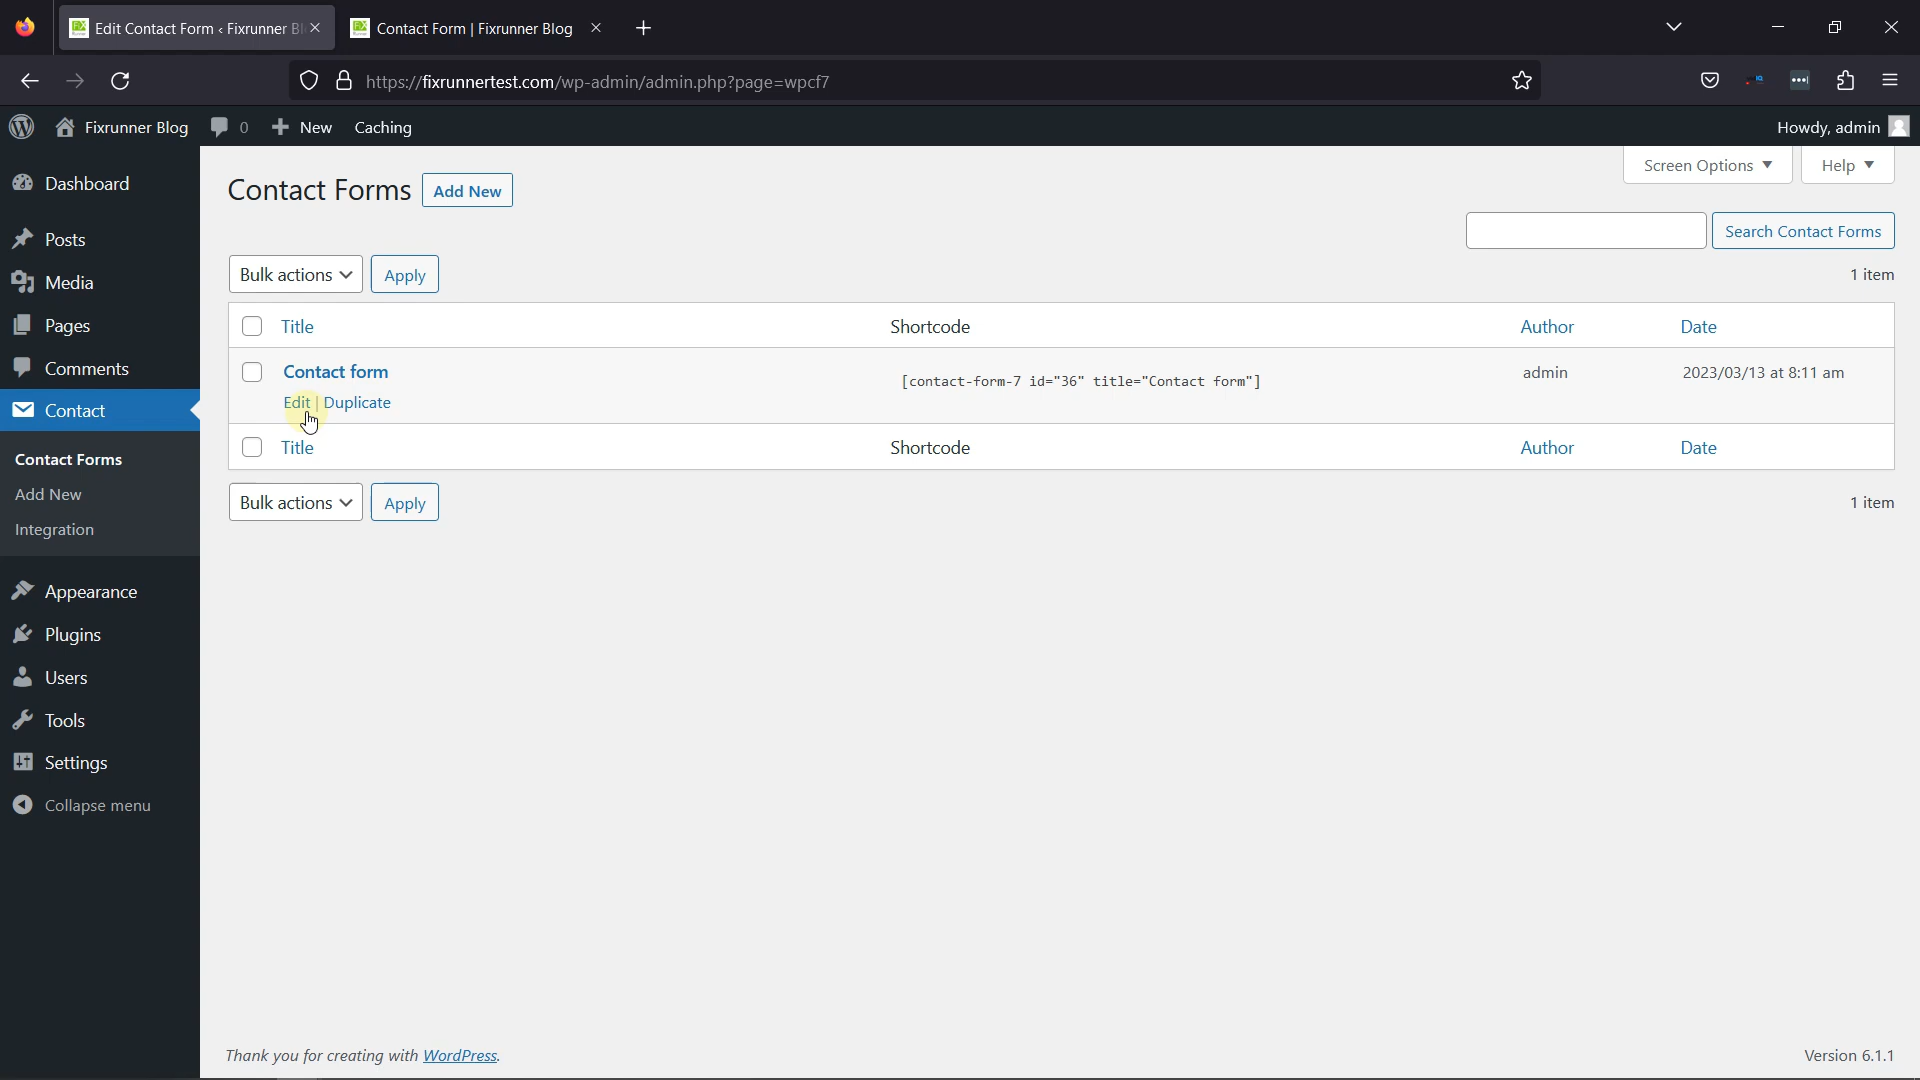 Edit Contact Form ‹ Fixrunner Bl
Contact Form | Fixrunner Blog
https://fixrunnertest.com/wp-admin/admin.php?page=wpcf7
Fixrunner Blog 0 New Caching Howdy, admin
Screen Options Help
Contact Forms Add New
Search Contact Forms
Bulk actions Apply 1 item
Title Shortcode Author Date
Contact form [contact-form-7 id="36" title="Contact form"] admin 2023/03/13 at 8:11 am
Edit | Duplicate
Title Shortcode Author Date
Bulk actions Apply 1 item
Dashboard
Posts
Media
Pages
Comments
Contact
Contact Forms
Add New
Integration
Appearance
Plugins
Users
Tools
Settings
Collapse menu
Thank you for creating with WordPress. Version 6.1.1